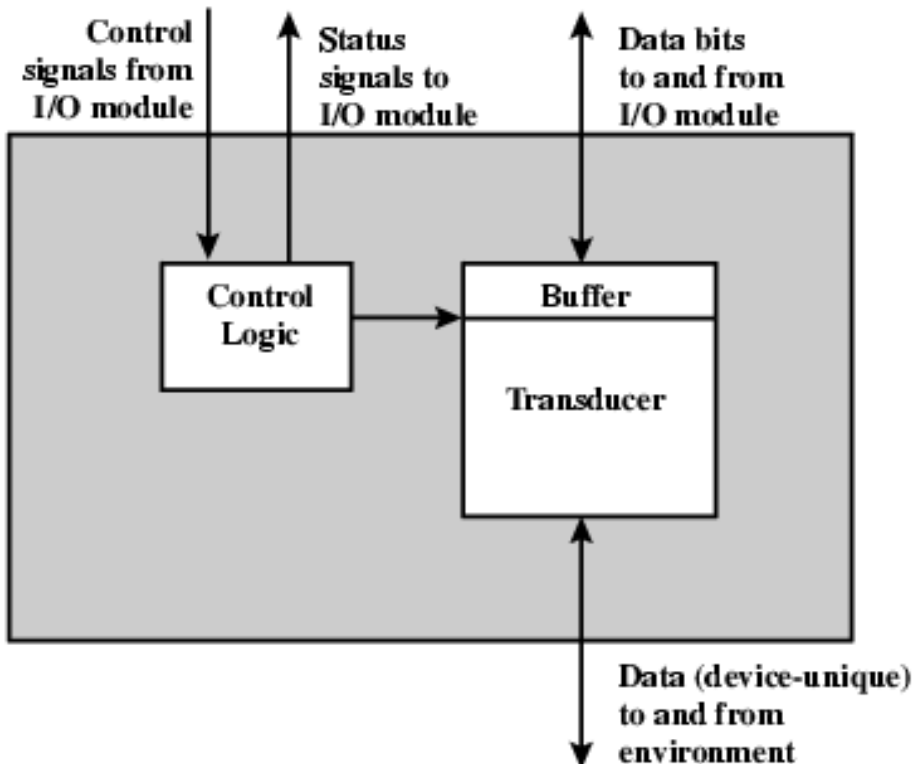 Control
signals from
I/O module
Status
signals to
I/O module
Data bits
to and from
I/O module
Control
Logic
Buffer
Transducer
Data (device-unique)
to and from
environment